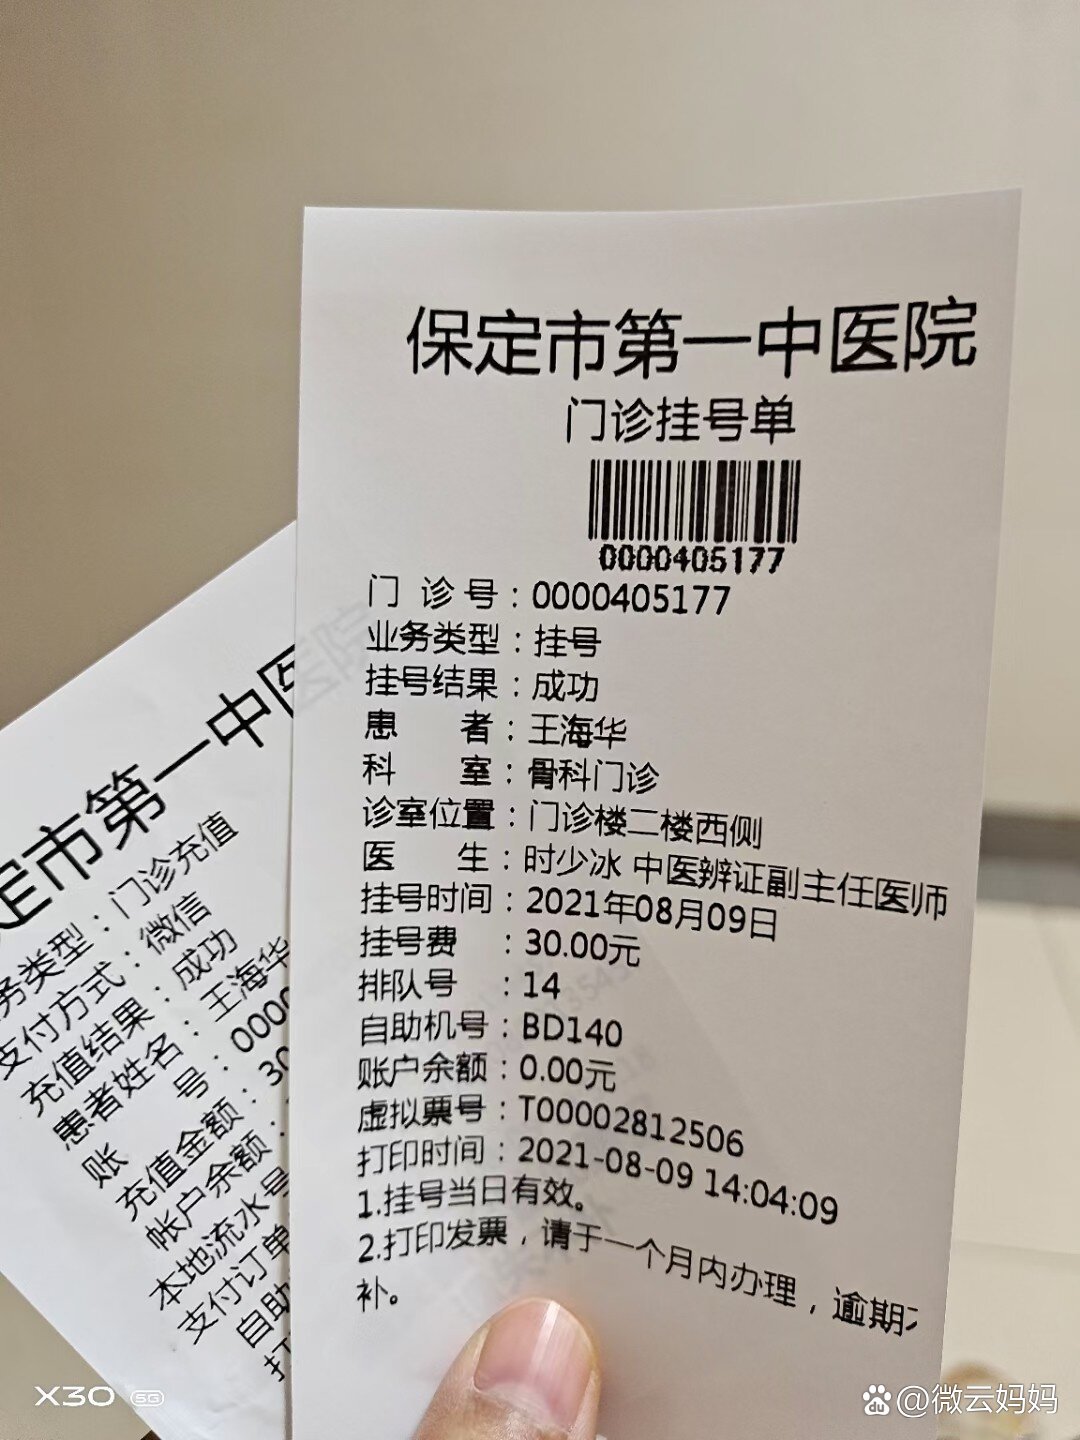 保定市第一中医院
门诊挂号单
0000405177
门诊号：0000405177
业务类型：挂号
挂号结果：成功
患者：王海华
科室：骨科门诊
诊室位置：门诊楼二楼西侧
医生：时少冰 中医辨证副主任医师
挂号时间：2021年08月09日
挂号费：30.00元
排队号：14
自助机号：BD140
账户余额：0.00元
虚拟票号：T00002812506
打印时间：2021-08-09 14:04:09
1.挂号当日有效。
2.打印发票，请于一个月内办理，逾期
补。
定市第一中医
务类型：门诊充值
支付方式：微信
充值结果：成功
患者姓名：王海华
账号：0000
充值金额：30
帐户余额：
本地流水号
支付订单
自助
打
X30 5G
du @微云妈妈